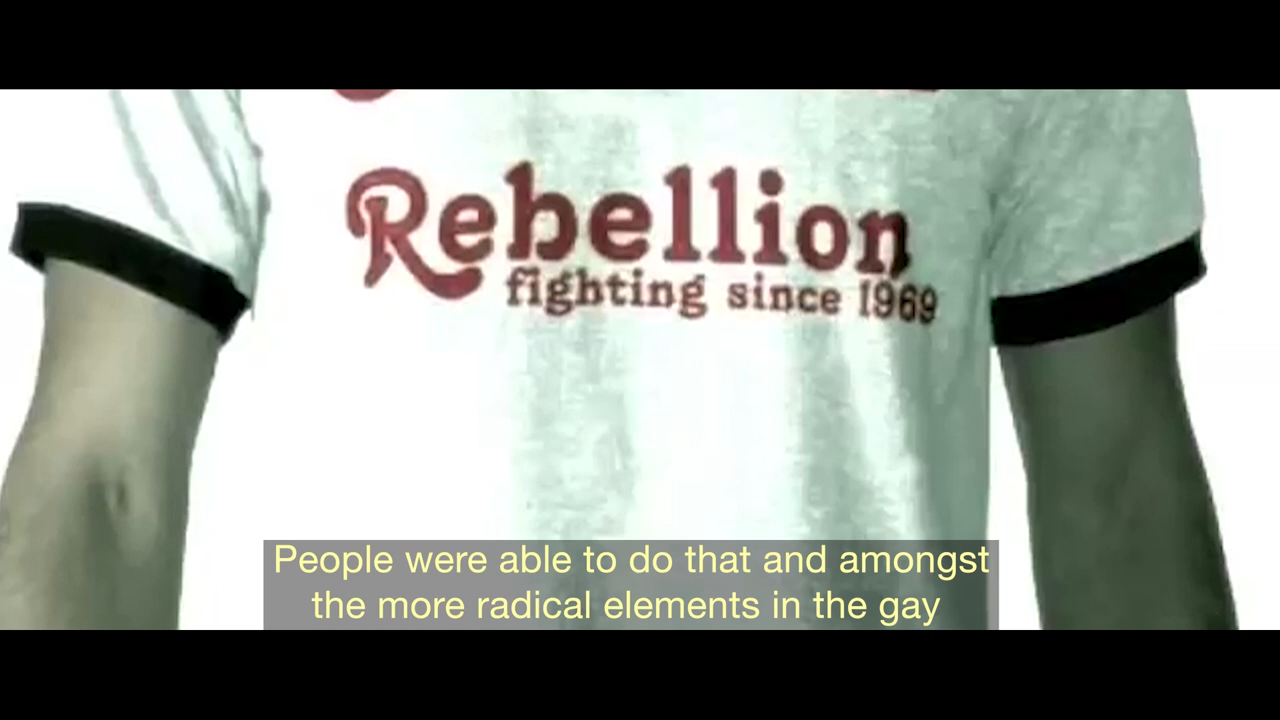 Rebellion
fighting since 1969
People were able to do that and amongst
the more radical elements in the gay